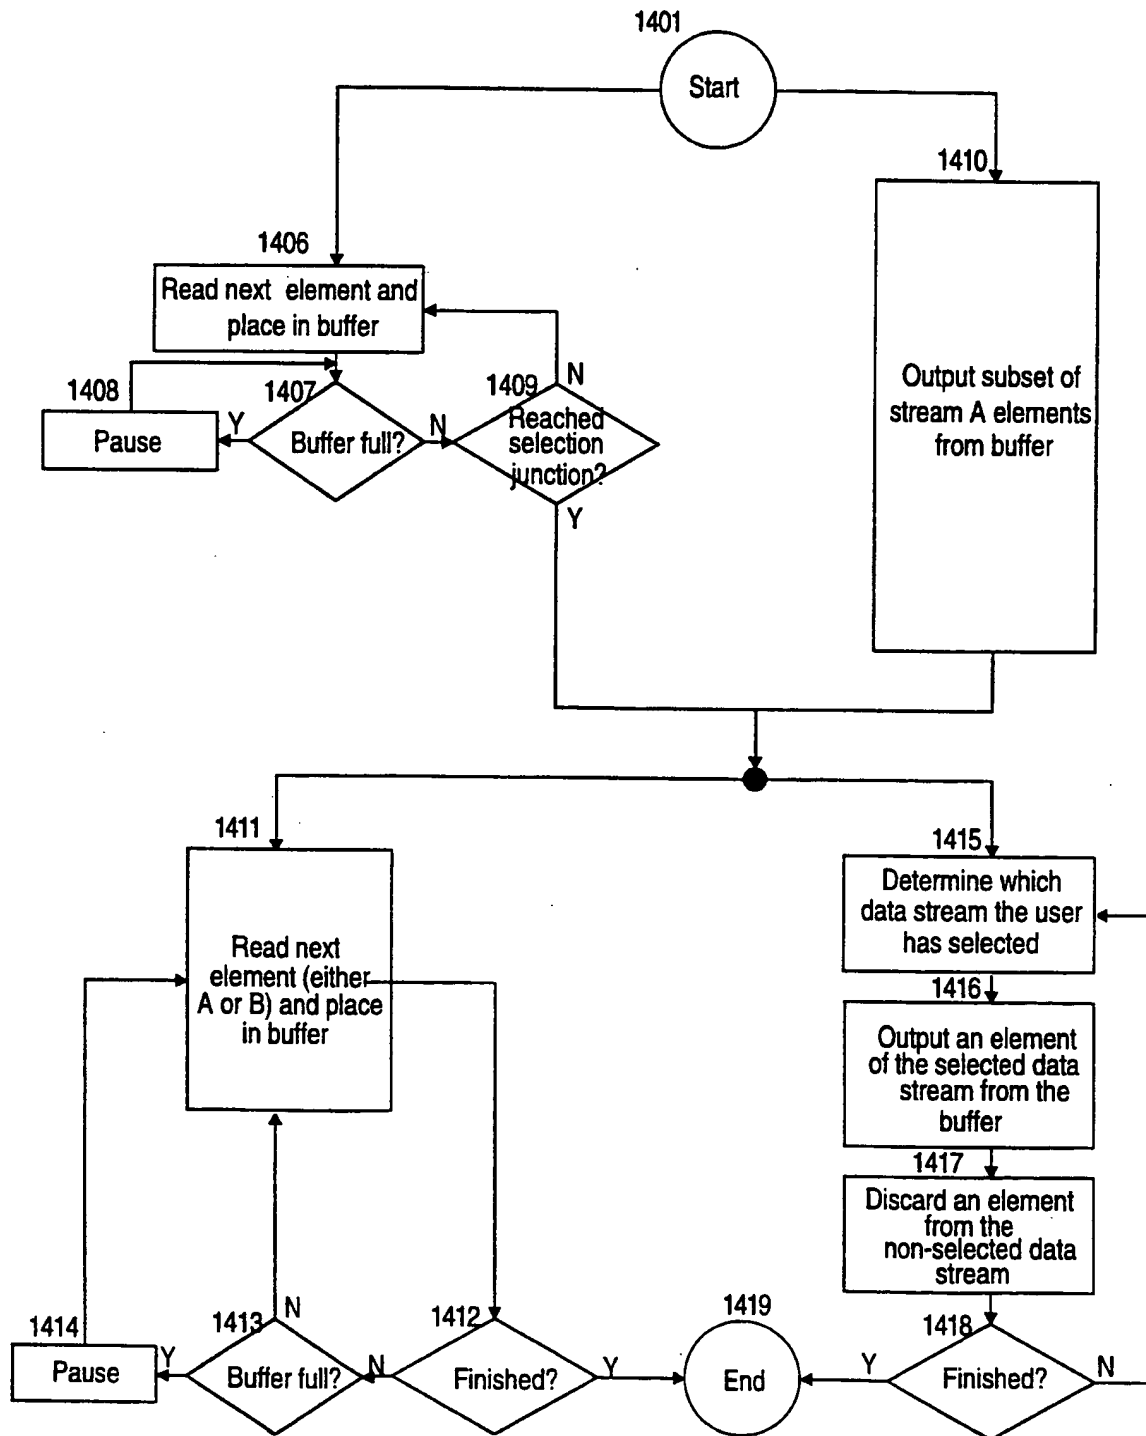 1401
Start
1410
1406
Read next element and
place in buffer
1408
1407
1409
N
Output subset of
stream A elements
from buffer
Pause
Y
Buffer full?
N
Reached
selection
junction?
Y
1411
1415
Read next
element (either
A or B) and place
in buffer
Determine which
data stream the user
has selected
1416
Output an element
of the selected data
stream from the
buffer
1417
Discard an element
from the
non-selected data
stream
1414
1413
N
1412
1419
1418
Pause
Y
Buffer full?
N
Finished?
Y
End
Y
Finished?
N